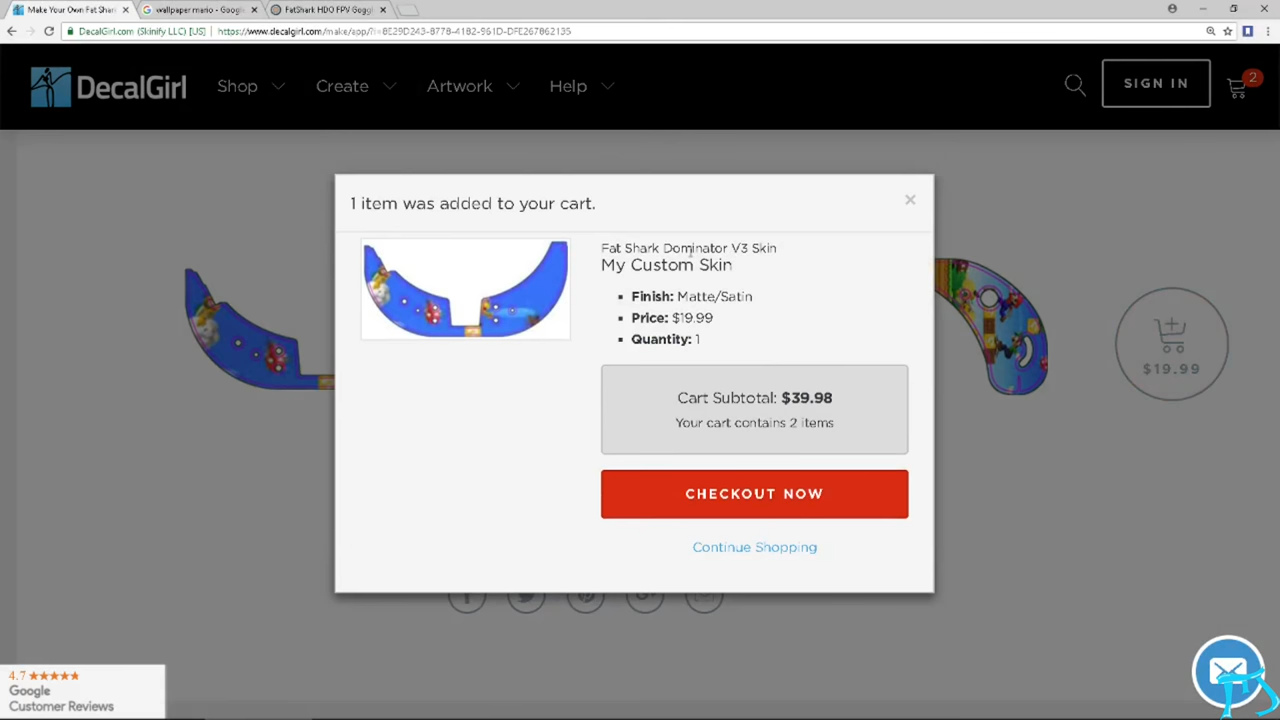 Make Your Own Fat Shar
wallpaper mario - Google
FatShark HDO FPV Goggl
DecalGirl.com (Skinify LLC) [US]
https://www.decalgirl.com/make/app/?i=8E29D243-8778-4182-961D-DFE267862135
DecalGirl
Shop
Create
Artwork
Help
SIGN IN
2
1 item was added to your cart.
Fat Shark Dominator V3 Skin
My Custom Skin
Finish: Matte/Satin
Price: $19.99
Quantity: 1
Cart Subtotal: $39.98
Your cart contains 2 items
CHECKOUT NOW
Continue Shopping
$19.99
4.7
Google
Customer Reviews